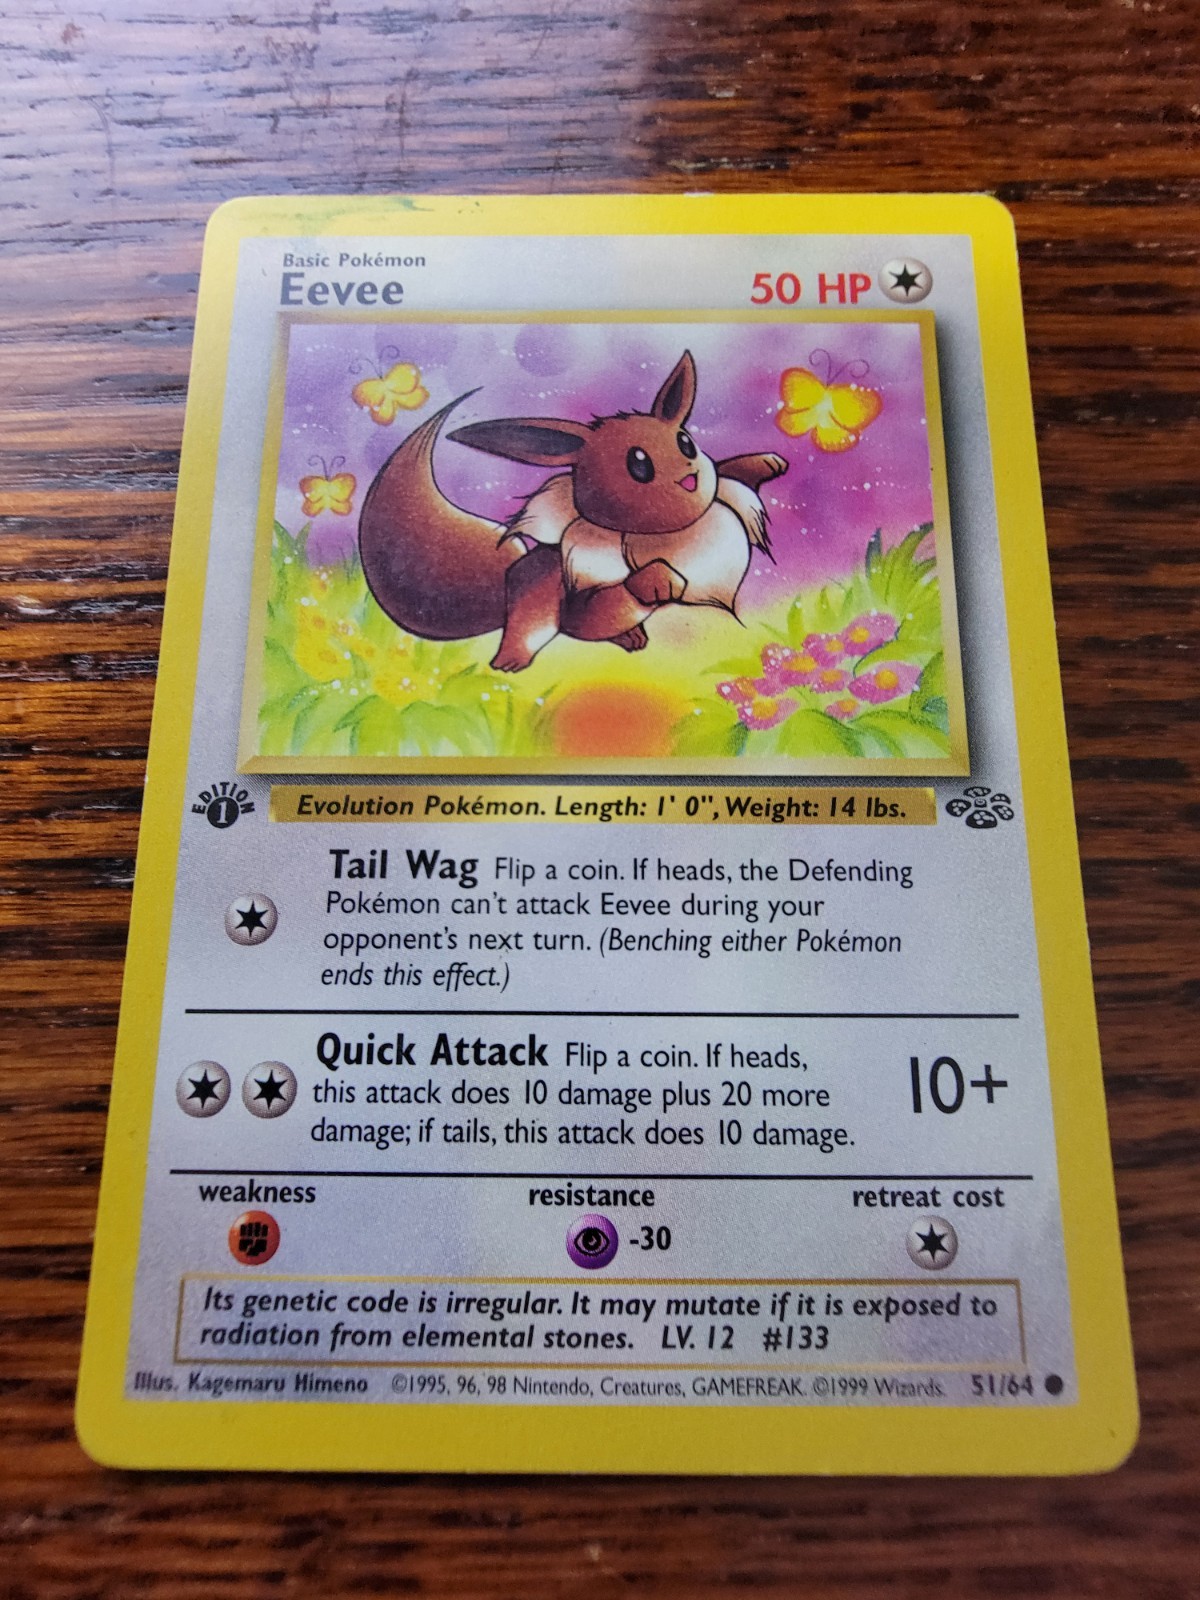 Basic Pokémon
Eevee 50 HP
EDITION
1
Evolution Pokémon. Length: 1' 0", Weight: 14 lbs.
Tail Wag Flip a coin. If heads, the Defending
Pokémon can't attack Eevee during your
opponent's next turn. (Benching either Pokémon
ends this effect.)
Quick Attack Flip a coin. If heads,
this attack does 10 damage plus 20 more
damage; if tails, this attack does 10 damage.
10+
weakness resistance retreat cost
-30
Its genetic code is irregular. It may mutate if it is exposed to
radiation from elemental stones. LV. 12 #133
Illus. Kagemaru Himeno ©1995, 96, 98 Nintendo, Creatures, GAMEFREAK. ©1999 Wizards. 51/64